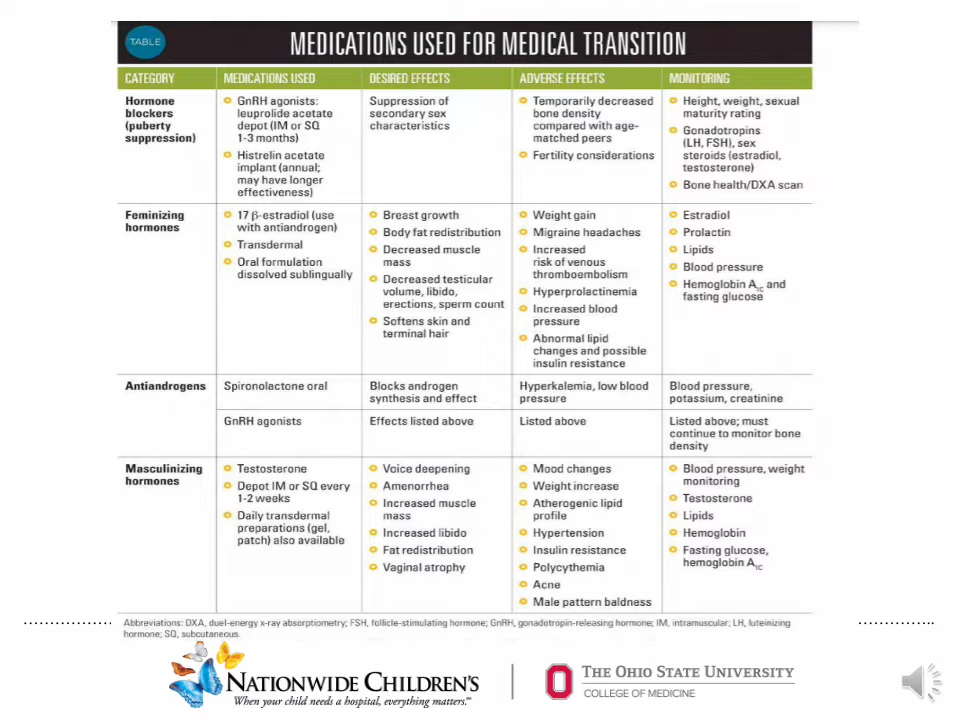 TABLE
MEDICATIONS USED FOR MEDICAL TRANSITION
CATEGORY MEDICATIONS USED DESIRED EFFECTS ADVERSE EFFECTS MONITORING
Hormone
blockers
(puberty
suppression)
GnRH agonists:
leuprolide acetate
depot (IM or SQ
1-3 months)
Histrelin acetate
implant (annual;
may have longer
effectiveness)
Suppression of
secondary sex
characteristics
Temporarily decreased
bone density
compared with age-
matched peers
Fertility considerations
Height, weight, sexual
maturity rating
Gonadotropins
(LH, FSH), sex
steroids (estradiol,
testosterone)
Bone health/DXA scan
Feminizing
hormones
17 β-estradiol (use
with antiandrogen)
Transdermal
Oral formulation
dissolved sublingually
Breast growth
Body fat redistribution
Decreased muscle
mass
Decreased testicular
volume, libido,
erections, sperm count
Softens skin and
terminal hair
Weight gain
Migraine headaches
Increased
risk of venous
thromboembolism
Hyperprolactinemia
Increased blood
pressure
Abnormal lipid
changes and possible
insulin resistance
Estradiol
Prolactin
Lipids
Blood pressure
Hemoglobin A1C and
fasting glucose
Antiandrogens
Spironolactone oral
Blocks androgen
synthesis and effect
Hyperkalemia, low blood
pressure
Blood pressure,
potassium, creatinine
GnRH agonists
Effects listed above
Listed above
Listed above; must
continue to monitor bone
density
Masculinizing
hormones
Testosterone
Depot IM or SQ every
1-2 weeks
Daily transdermal
preparations (gel,
patch) also available
Voice deepening
Amenorrhea
Increased muscle
mass
Increased libido
Fat redistribution
Vaginal atrophy
Mood changes
Weight increase
Atherogenic lipid
profile
Hypertension
Insulin resistance
Polycythemia
Acne
Male pattern baldness
Blood pressure, weight
monitoring
Testosterone
Lipids
Hemoglobin
Fasting glucose,
hemoglobin A1C
Abbreviations: DXA, duel-energy x-ray absorptiometry; FSH, follicle-stimulating hormone; GnRH, gonadotropin-releasing hormone; IM, intramuscular; LH, luteinizing
hormone; SQ, subcutaneous.
NATIONWIDE CHILDREN'S
When your child needs a hospital, everything matters.™
THE OHIO STATE UNIVERSITY
COLLEGE OF MEDICINE